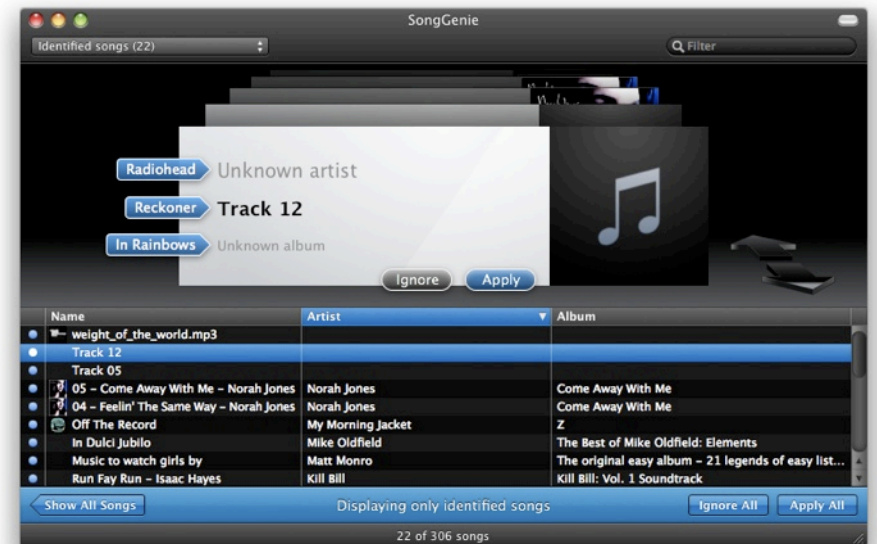 SongGenie
Identified songs (22)
Filter
Radiohead Unknown artist
Reckoner Track 12
In Rainbows Unknown album
Ignore Apply
Name Artist Album
weight_of_the_world.mp3
Track 12
Track 05
05 – Come Away With Me – Norah Jones Norah Jones Come Away With Me
04 – Feelin' The Same Way – Norah Jones Norah Jones Come Away With Me
Off The Record My Morning Jacket Z
In Dulci Jubilo Mike Oldfield The Best of Mike Oldfield: Elements
Music to watch girls by Matt Monro The original easy album – 21 legends of easy list...
Run Fay Run – Isaac Hayes Kill Bill Kill Bill: Vol. 1 Soundtrack
Show All Songs Displaying only identified songs Ignore All Apply All
22 of 306 songs